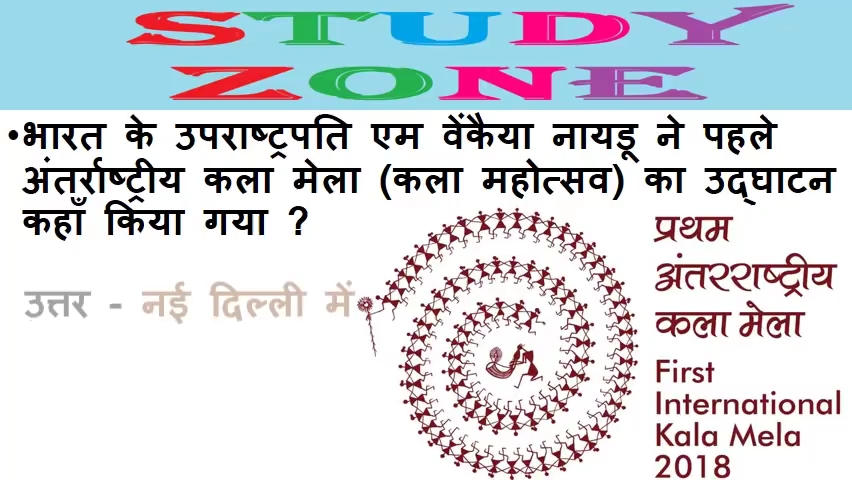 STUDY
ZONE
•भारत के उपराष्ट्रपति एम वेंकैया नायडू ने पहले
अंतर्राष्ट्रीय कला मेला (कला महोत्सव) का उद्घाटन
कहाँ किया गया ?
उत्तर - नई दिल्ली में
प्रथम
अंतरराष्ट्रीय
कला मेला
First
International
Kala Mela
2018